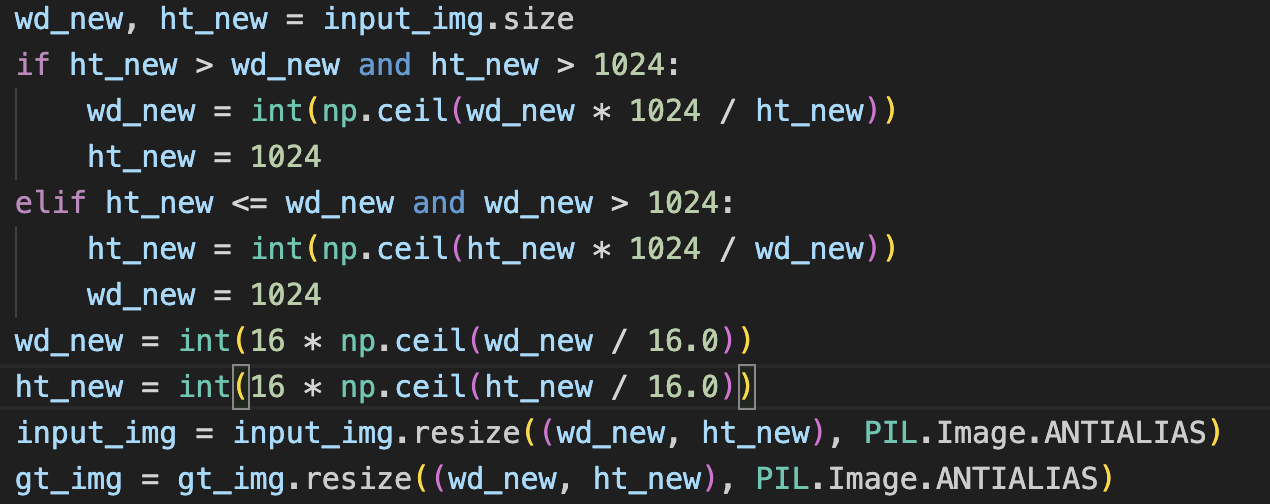 wd_new, ht_new = input_img.size
if ht_new > wd_new and ht_new > 1024:
    wd_new = int(np.ceil(wd_new * 1024 / ht_new))
    ht_new = 1024
elif ht_new <= wd_new and wd_new > 1024:
    ht_new = int(np.ceil(ht_new * 1024 / wd_new))
    wd_new = 1024
wd_new = int(16 * np.ceil(wd_new / 16.0))
ht_new = int(16 * np.ceil(ht_new / 16.0))
input_img = input_img.resize((wd_new, ht_new), PIL.Image.ANTIALIAS)
gt_img = gt_img.resize((wd_new, ht_new), PIL.Image.ANTIALIAS)